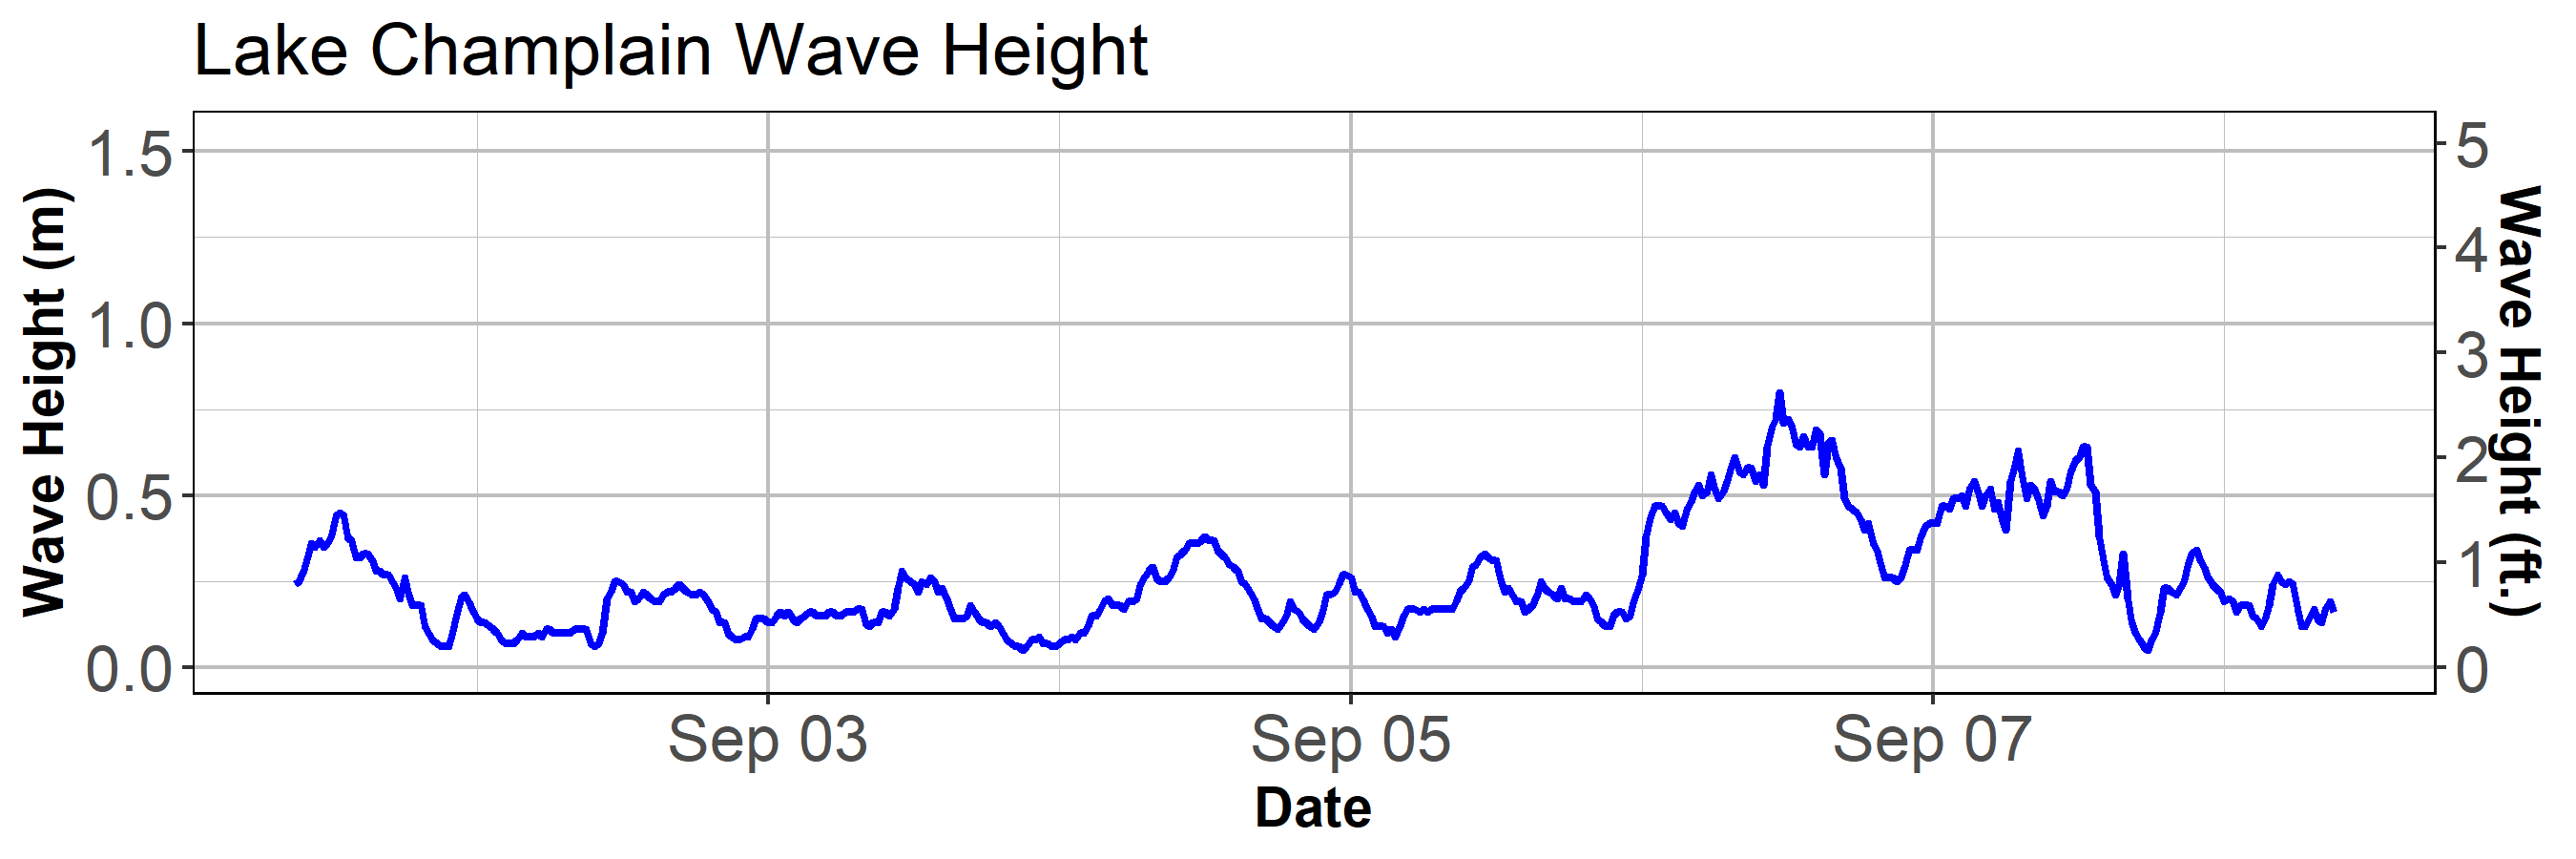 Lake Champlain Wave Height
Wave Height (m)
1.5
1.0
0.5
0.0
5
4
3
2
1
0
Wave Height (ft.)
Sep 03
Sep 05
Sep 07
Date